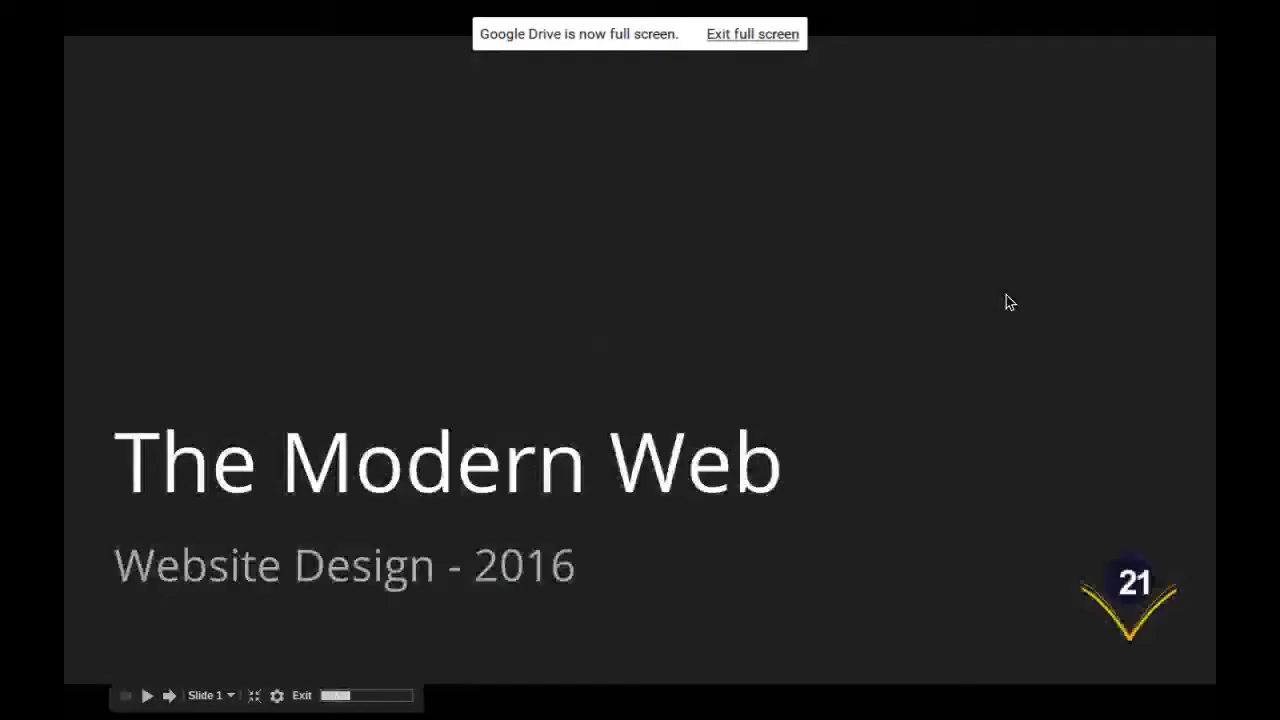 Google Drive is now full screen. Exit full screen
The Modern Web
Website Design - 2016
21
Slide 1 Exit